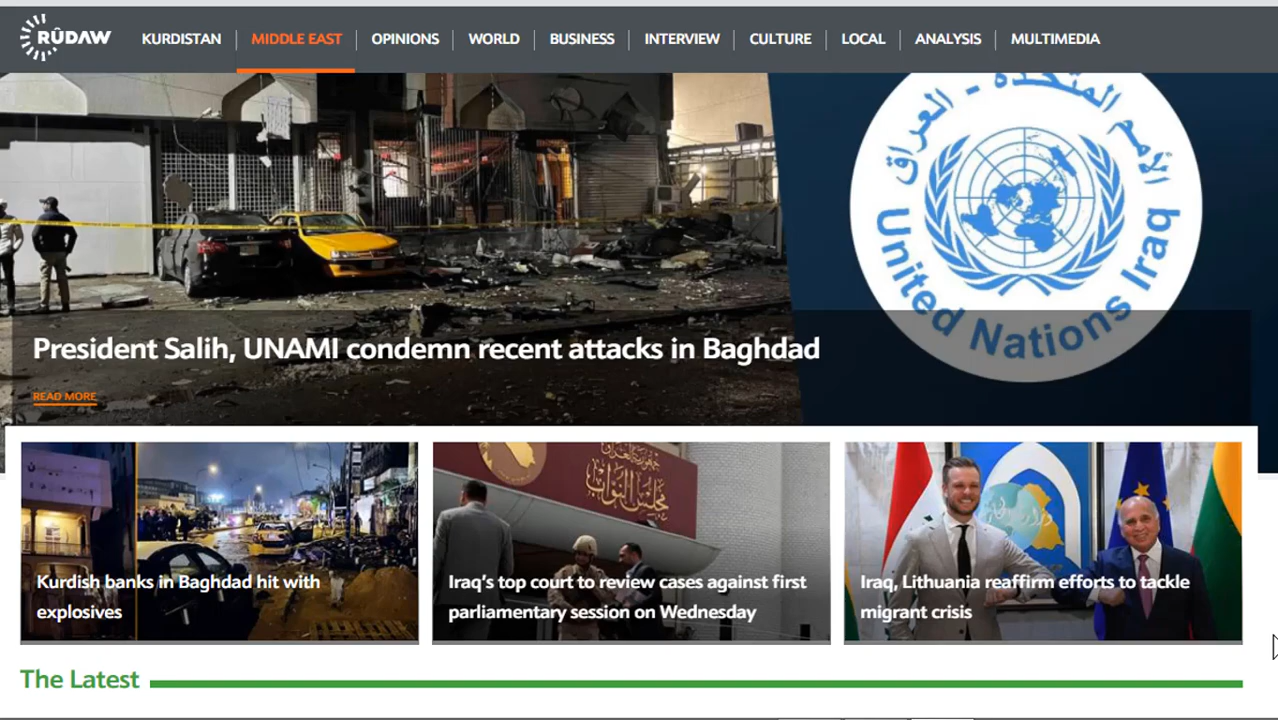 RÛDAW
KURDISTAN
MIDDLE EAST
OPINIONS
WORLD
BUSINESS
INTERVIEW
CULTURE
LOCAL
ANALYSIS
MULTIMEDIA
الأمم المتحدة - العراق
United Nations Iraq
President Salih, UNAMI condemn recent attacks in Baghdad
READ MORE
Kurdish banks in Baghdad hit with
explosives
جمهورية العراق
مجلس النواب
Iraq's top court to review cases against first
parliamentary session on Wednesday
Iraq, Lithuania reaffirm efforts to tackle
migrant crisis
The Latest